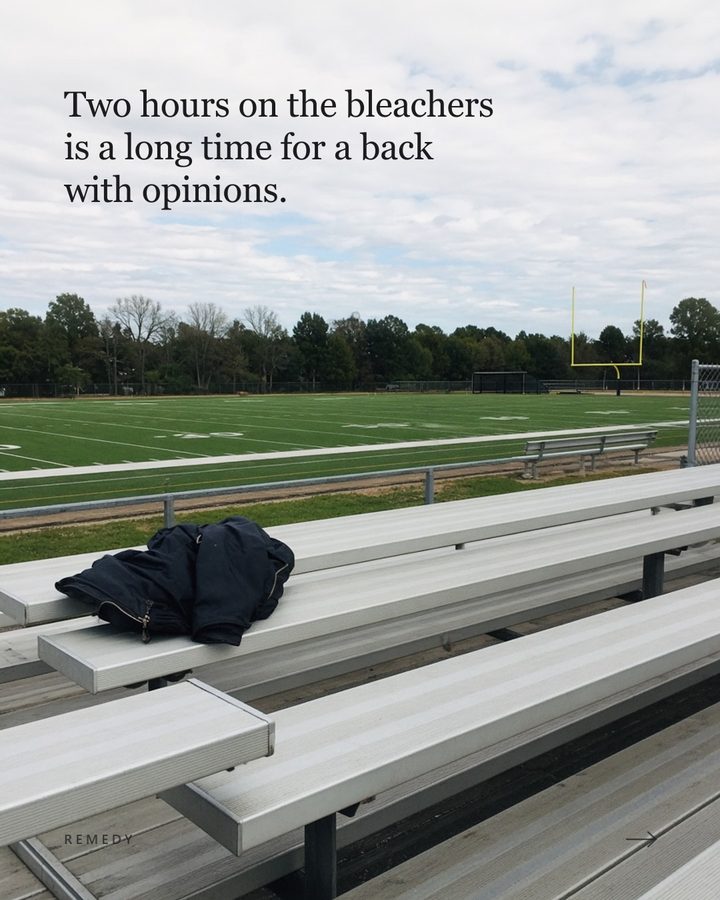 Two hours on the bleachers
is a long time for a back
with opinions.
REMEDY
→